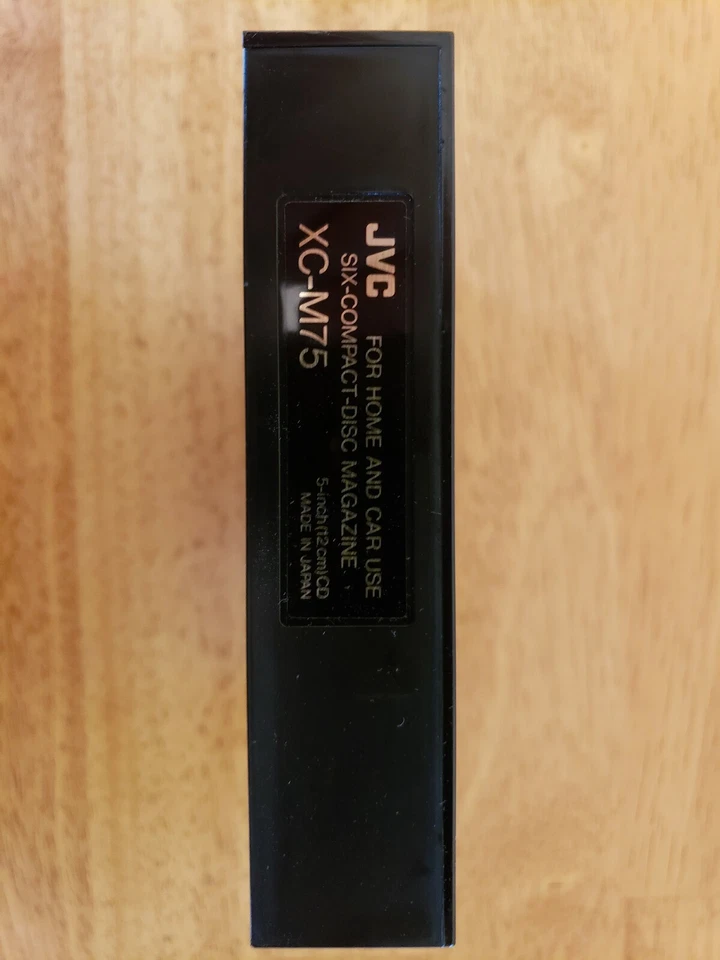 JVC FOR HOME AND CAR USE
SIX-COMPACT-DISC MAGAZINE
XC-M75 5-inch(12cm)CD
MADE IN JAPAN